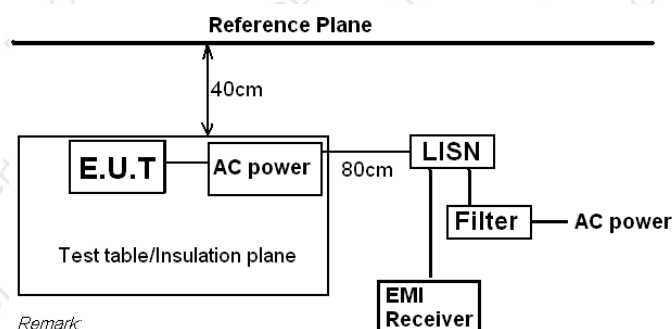 Reference Plane
40cm
E.U.T
AC power
80cm
LISN
Filter
AC power
Test table/Insulation plane
EMI
Receiver
Remark: